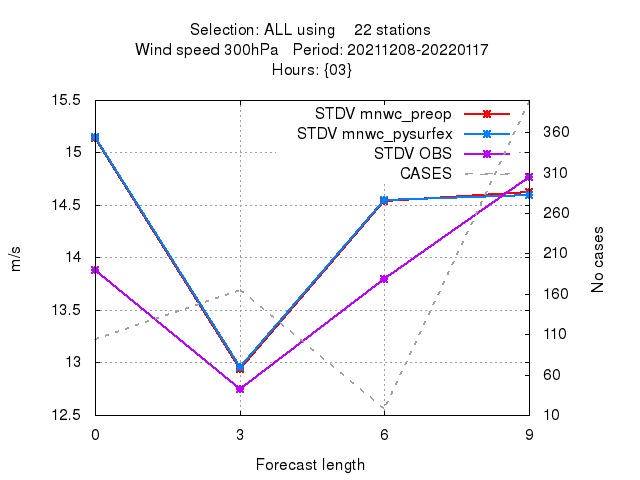 Selection: ALL using 22 stations
Wind speed 300hPa Period: 20211208-20220117
Hours: {03}
STDV mnwc_preop
STDV mnwc_pysurfex
STDV OBS
CASES
15.5
15
14.5
14
13.5
13
12.5
m/s
360
310
260
210
160
110
60
10
No cases
0 3 6 9
Forecast length